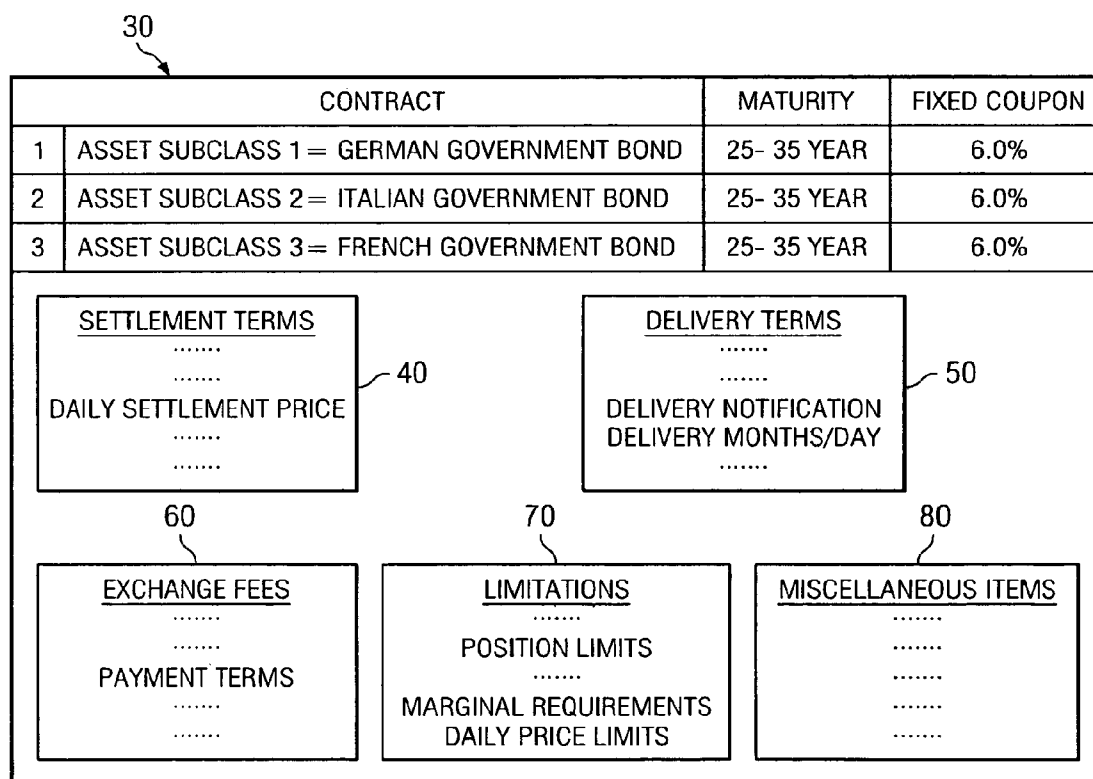 30
CONTRACT MATURITY FIXED COUPON
1 ASSET SUBCLASS 1 = GERMAN GOVERNMENT BOND 25- 35 YEAR 6.0%
2 ASSET SUBCLASS 2 = ITALIAN GOVERNMENT BOND 25- 35 YEAR 6.0%
3 ASSET SUBCLASS 3 = FRENCH GOVERNMENT BOND 25- 35 YEAR 6.0%
SETTLEMENT TERMS
.......
.......
DAILY SETTLEMENT PRICE
.......
.......
40
DELIVERY TERMS
.......
.......
DELIVERY NOTIFICATION
DELIVERY MONTHS/DAY
.......
50
60
EXCHANGE FEES
.......
.......
PAYMENT TERMS
.......
.......
70
LIMITATIONS
.......
POSITION LIMITS
.......
MARGINAL REQUIREMENTS
DAILY PRICE LIMITS
80
MISCELLANEOUS ITEMS
.......
.......
.......
.......
.......